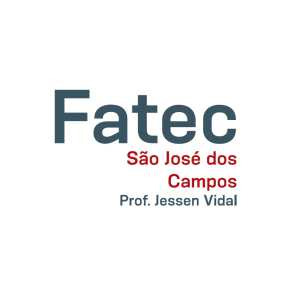 Fatec
São José dos
Campos
Prof. Jessen Vidal